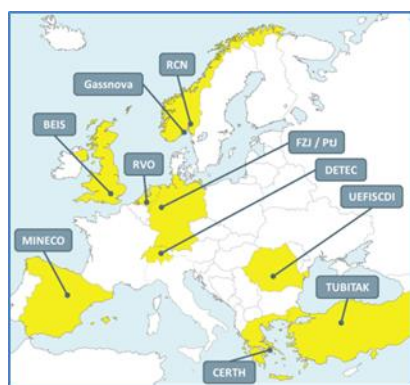 RCN
Gassnova
BEIS
FZJ / PtJ
RVO
DETEC
UEFISCDI
MINECO
TUBITAK
CERTH